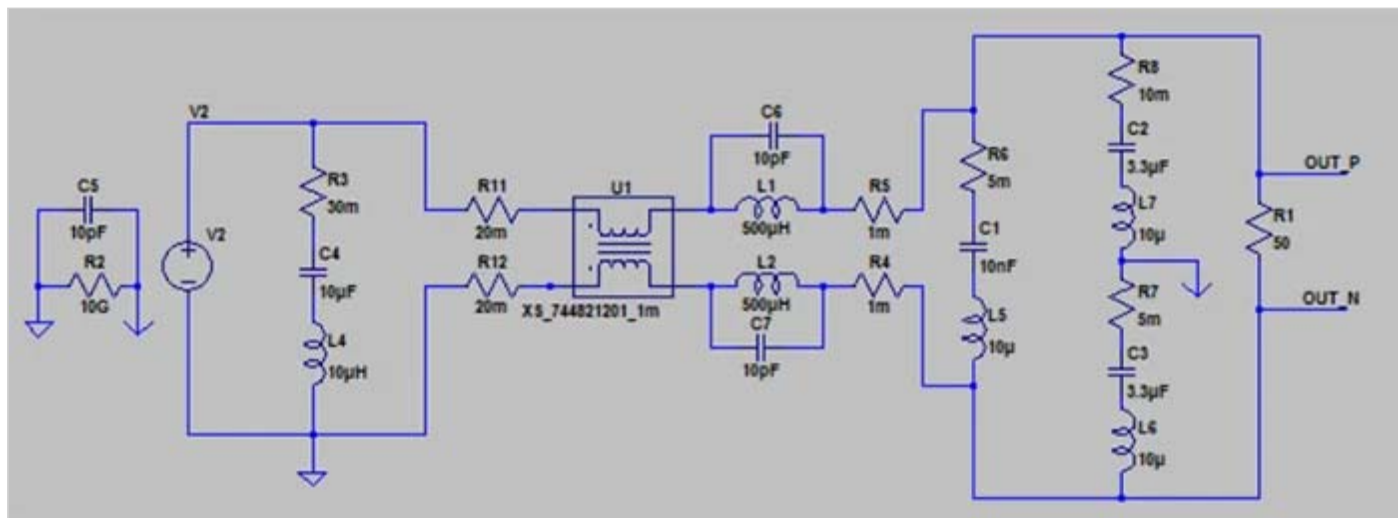 V2
V2
C5
10pF
R2
10G
R3
30m
C4
10µF
L4
10µH
R11
20m
R12
20m
U1
XS_744821201_1m
C6
10pF
L1
500µH
L2
500µH
C7
10pF
R5
1m
R4
1m
R6
5m
C1
10nF
L5
10µ
R8
10m
C2
3.3µF
L7
10µ
R7
5m
C3
3.3µF
L6
10µ
OUT_P
R1
50
OUT_N